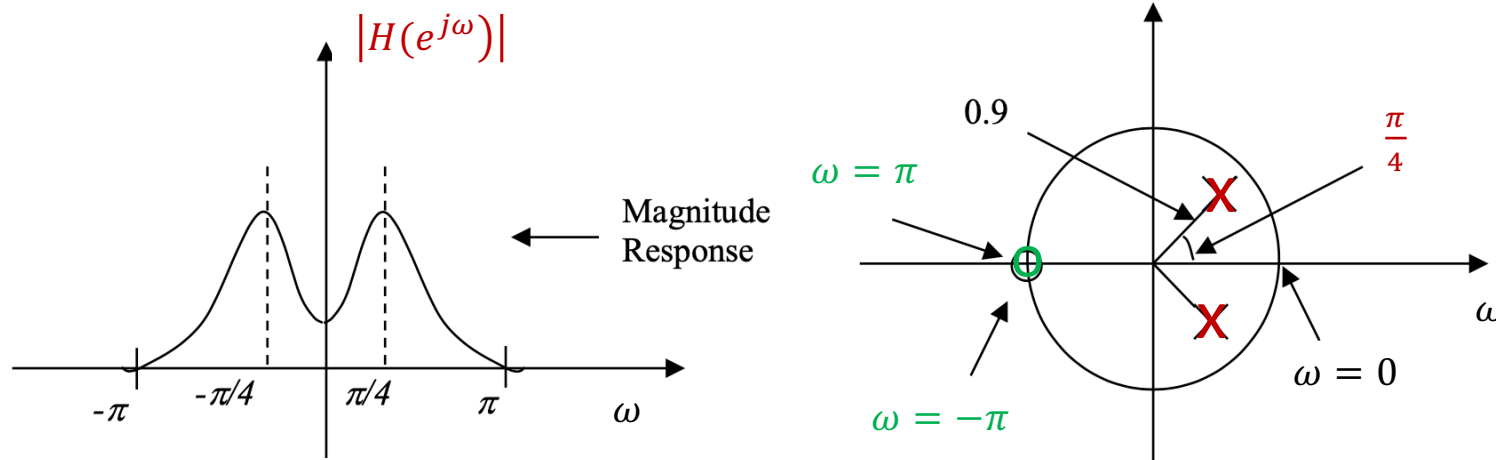 |H(e^{jω})|
Magnitude
Response
-π
-π/4
π/4
π
ω
0.9
π/4
ω = π
X
O
X
ω
ω = 0
ω = −π